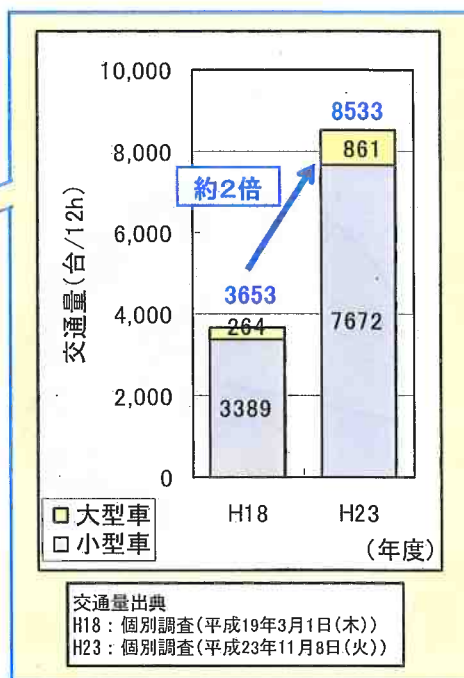 交通量(台/12h)
10,000
8,000
6,000
4,000
2,000
0
8533
861
約2倍
3653
264
7672
3389
H18
H23
(年度)
大型車
小型車
交通量出典
H18：個別調査(平成19年3月1日(木))
H23：個別調査(平成23年11月8日(火))